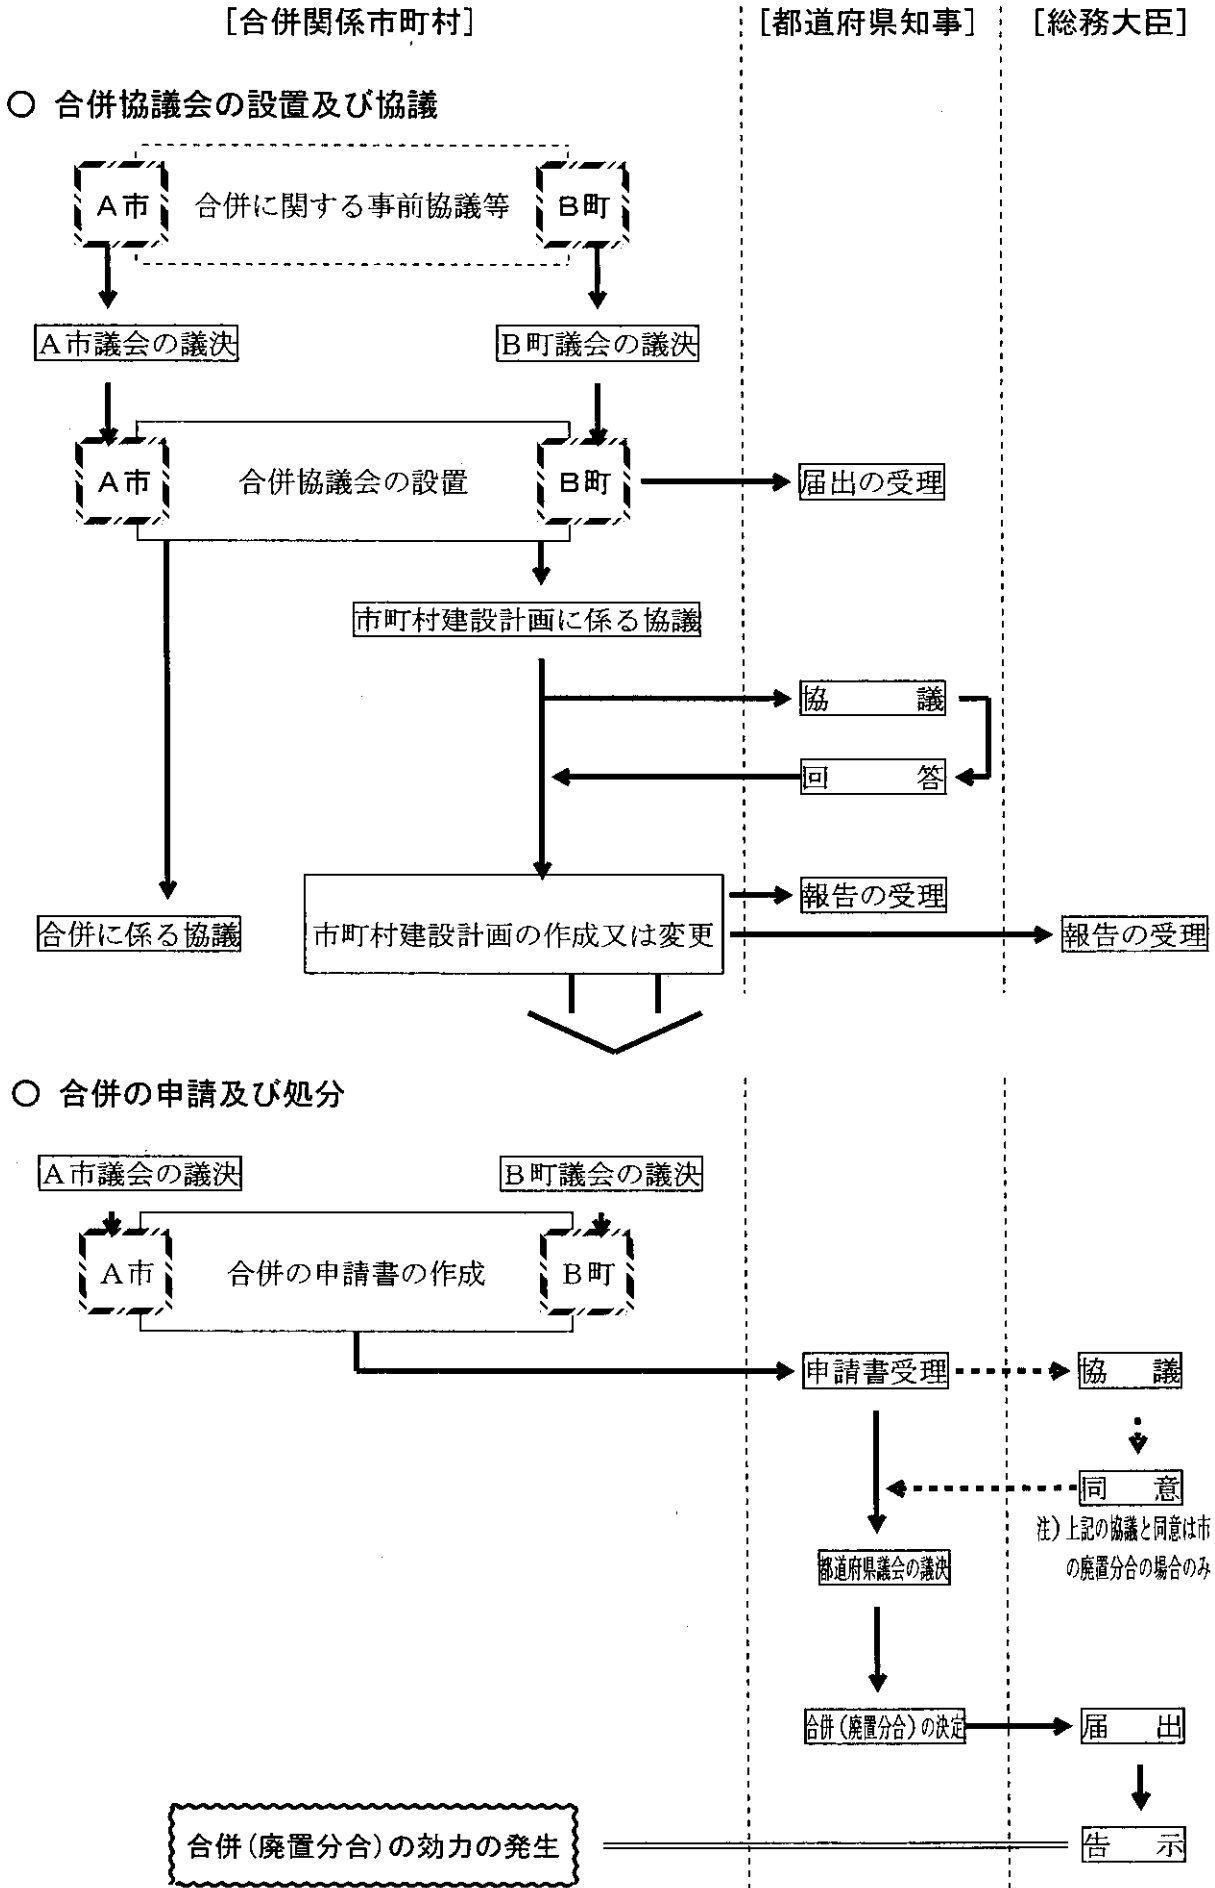 [合併関係市町村] [都道府県知事] [総務大臣]
○ 合併協議会の設置及び協議
A市 合併に関する事前協議等 B町
A市議会の議決 B町議会の議決
A市 合併協議会の設置 B町 届出の受理
市町村建設計画に係る協議
協 議
回 答
報告の受理
合併に係る協議 市町村建設計画の作成又は変更 報告の受理
○ 合併の申請及び処分
A市議会の議決 B町議会の議決
A市 合併の申請書の作成 B町
申請書受理 協 議
同 意
注)上記の協議と同意は市
の廃置分合の場合のみ
都道府県議会の議決
合併(廃置分合)の決定 届 出
合併(廃置分合)の効力の発生 告 示